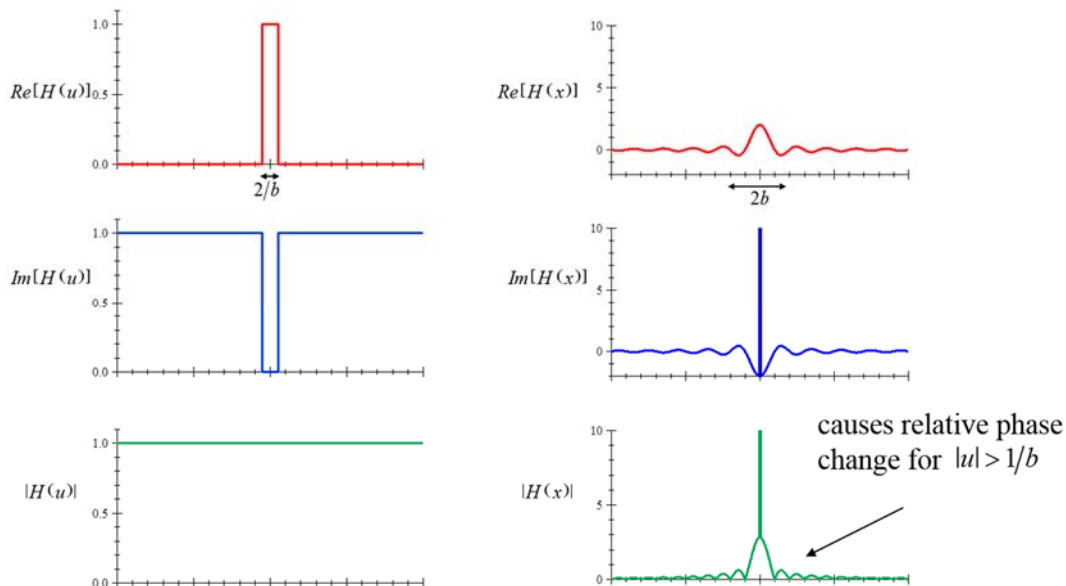 1.0
Re[H(u)]
0.5
0.0
2/b
10
Re[H(x)]
5
0
2b
1.0
Im[H(u)]
0.5
0.0
10
Im[H(x)]
5
0
1.0
|H(u)|
0.5
0.0
10
|H(x)|
5
0
causes relative phase
change for |u| > 1/b